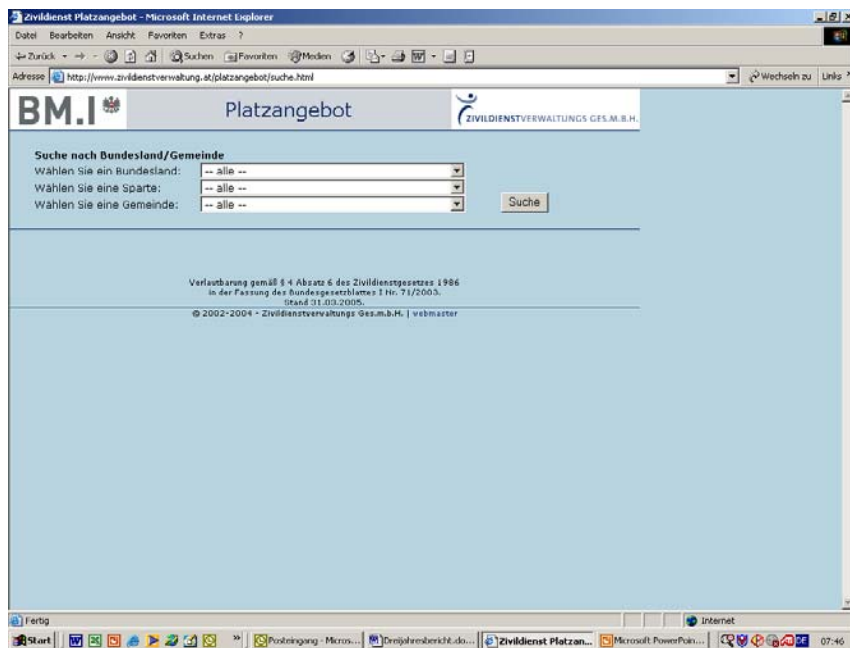 Zivildienst Platzangebot - Microsoft Internet Explorer
Datei Bearbeiten Ansicht Favoriten Extras ?
Zurück Suchen Favoriten Medien
Adresse http://www.zivildienstverwaltung.at/platzangebot/suche.html Wechseln zu Links
BM.I Platzangebot ZIVILDIENSTVERWALTUNGS GES.M.B.H.
Suche nach Bundesland/Gemeinde
Wählen Sie ein Bundesland: -- alle --
Wählen Sie eine Sparte: -- alle --
Wählen Sie eine Gemeinde: -- alle -- Suche
Verlautbarung gemäß § 4 Absatz 6 des Zivildienstgesetzes 1986
in der Fassung des Bundesgesetzblattes I Nr. 71/2003.
Stand 31.03.2005.
© 2002-2004 - Zivildienstverwaltungs Ges.m.b.H. | webmaster
Fertig Internet
Start Posteingang - Micros... Dreijahresbericht.do... Zivildienst Platzan... Microsoft PowerPoin... DE 07:46